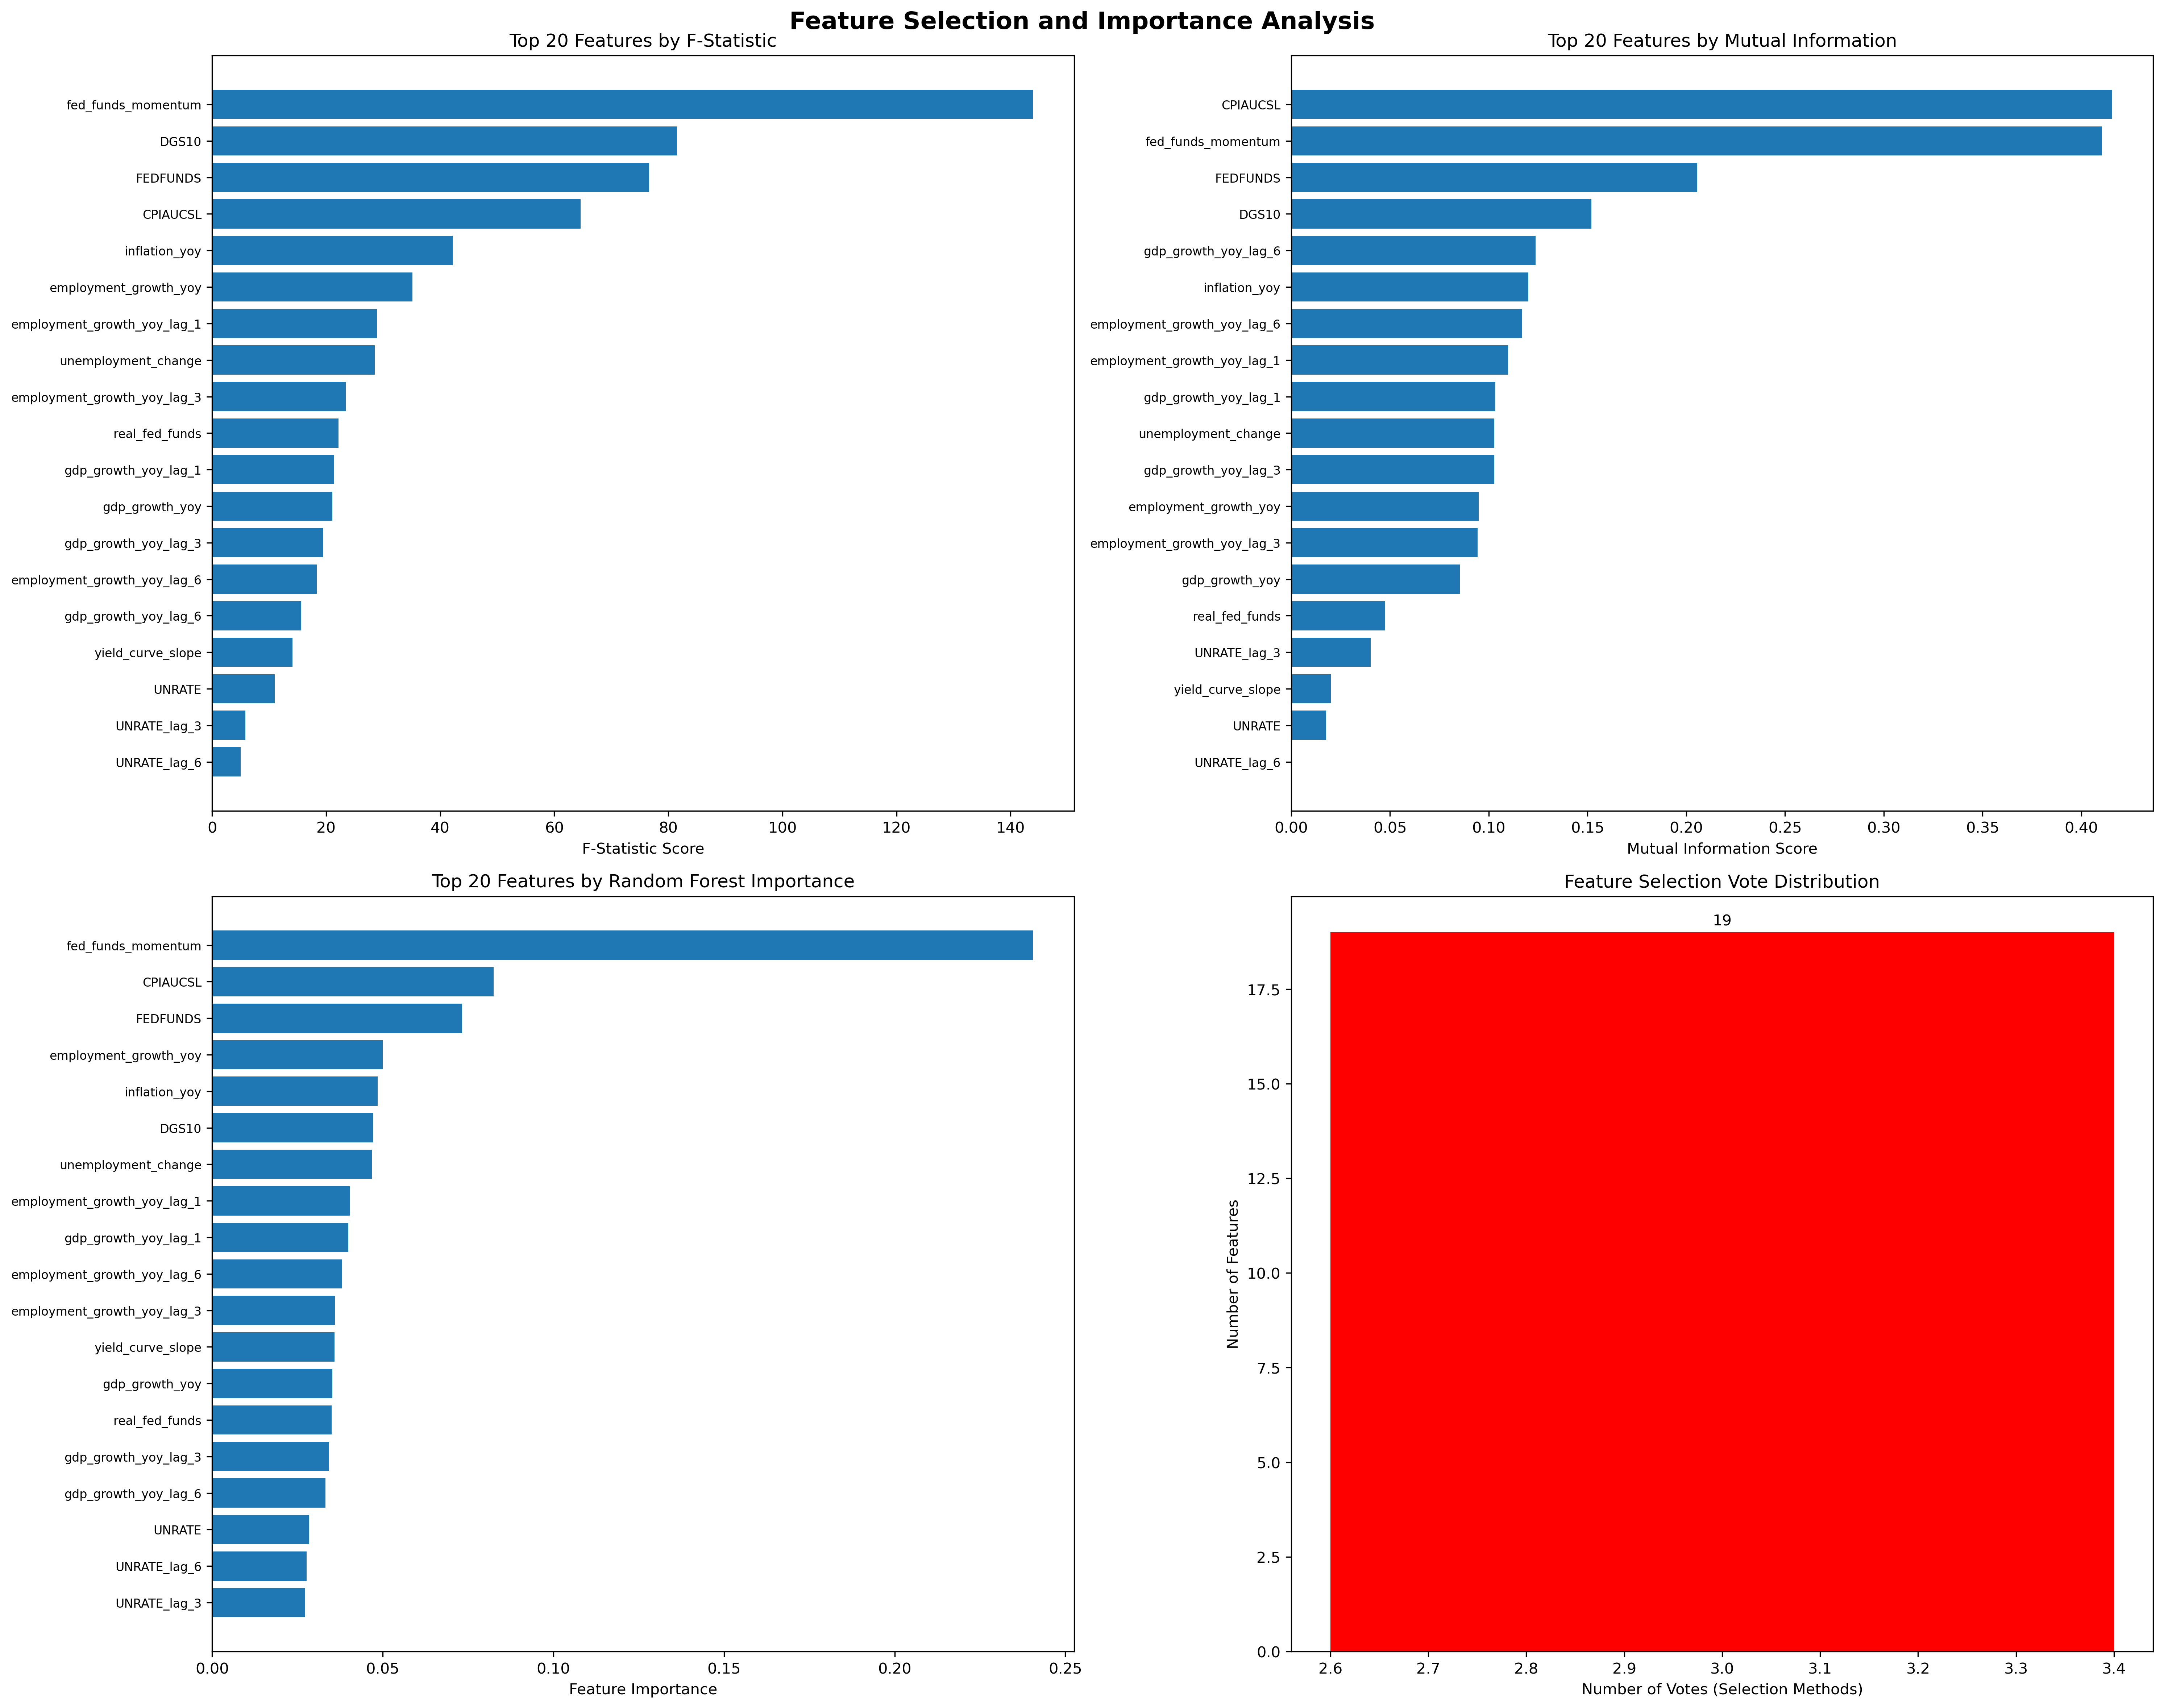 Feature Selection and Importance Analysis
Top 20 Features by F-Statistic
fed_funds_momentum
DGS10
FEDFUNDS
CPIAUCSL
inflation_yoy
employment_growth_yoy
employment_growth_yoy_lag_1
unemployment_change
employment_growth_yoy_lag_3
real_fed_funds
gdp_growth_yoy_lag_1
gdp_growth_yoy
gdp_growth_yoy_lag_3
employment_growth_yoy_lag_6
gdp_growth_yoy_lag_6
yield_curve_slope
UNRATE
UNRATE_lag_3
UNRATE_lag_6
0 20 40 60 80 100 120 140
F-Statistic Score
Top 20 Features by Mutual Information
CPIAUCSL
fed_funds_momentum
FEDFUNDS
DGS10
gdp_growth_yoy_lag_6
inflation_yoy
employment_growth_yoy_lag_6
employment_growth_yoy_lag_1
gdp_growth_yoy_lag_1
unemployment_change
gdp_growth_yoy_lag_3
employment_growth_yoy
employment_growth_yoy_lag_3
gdp_growth_yoy
real_fed_funds
UNRATE_lag_3
yield_curve_slope
UNRATE
UNRATE_lag_6
0.00 0.05 0.10 0.15 0.20 0.25 0.30 0.35 0.40
Mutual Information Score
Top 20 Features by Random Forest Importance
fed_funds_momentum
CPIAUCSL
FEDFUNDS
employment_growth_yoy
inflation_yoy
DGS10
unemployment_change
employment_growth_yoy_lag_1
gdp_growth_yoy_lag_1
employment_growth_yoy_lag_6
employment_growth_yoy_lag_3
yield_curve_slope
gdp_growth_yoy
real_fed_funds
gdp_growth_yoy_lag_3
gdp_growth_yoy_lag_6
UNRATE
UNRATE_lag_6
UNRATE_lag_3
0.00 0.05 0.10 0.15 0.20 0.25
Feature Importance
Feature Selection Vote Distribution
19
Number of Features
17.5
15.0
12.5
10.0
7.5
5.0
2.5
0.0
2.6 2.7 2.8 2.9 3.0 3.1 3.2 3.3 3.4
Number of Votes (Selection Methods)